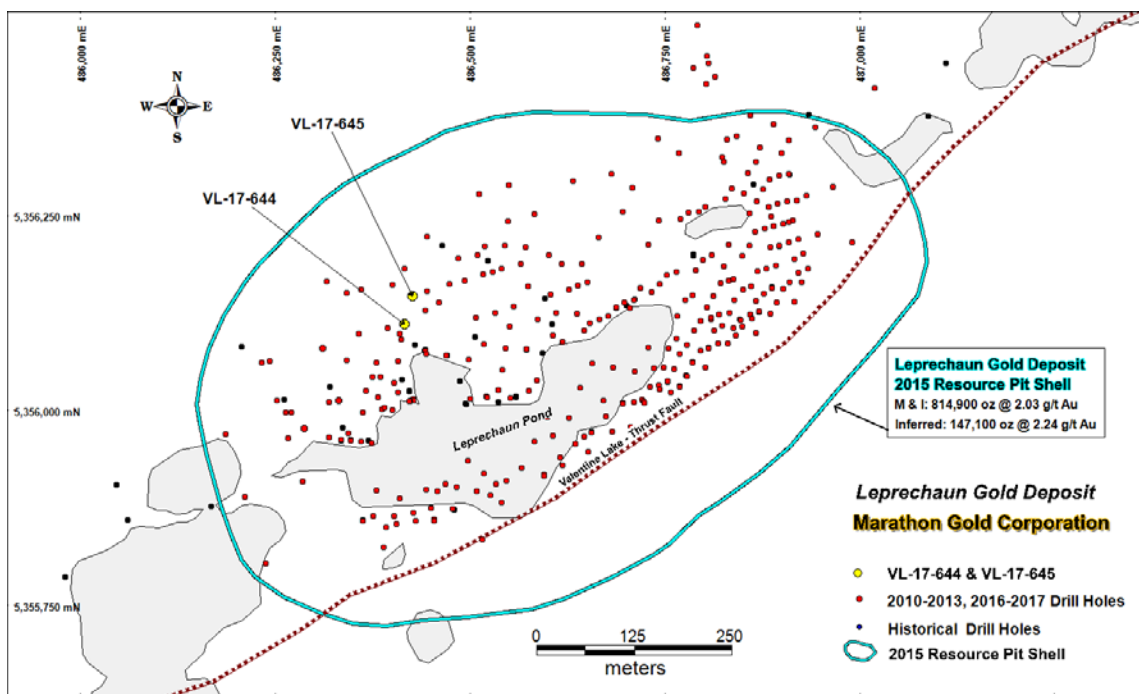 486,000 mE
486,250 mE
486,500 mE
486,750 mE
487,000 mE
N
W E
S
VL-17-645
VL-17-644
5,356,250 mN
5,356,000 mN
5,355,750 mN
Leprechaun Pond
Valentine Lake - Thrust Fault
Leprechaun Gold Deposit
2015 Resource Pit Shell
M & I: 814,900 oz @ 2.03 g/t Au
Inferred: 147,100 oz @ 2.24 g/t Au
Leprechaun Gold Deposit
Marathon Gold Corporation
VL-17-644 & VL-17-645
2010-2013, 2016-2017 Drill Holes
Historical Drill Holes
2015 Resource Pit Shell
0 125 250
meters